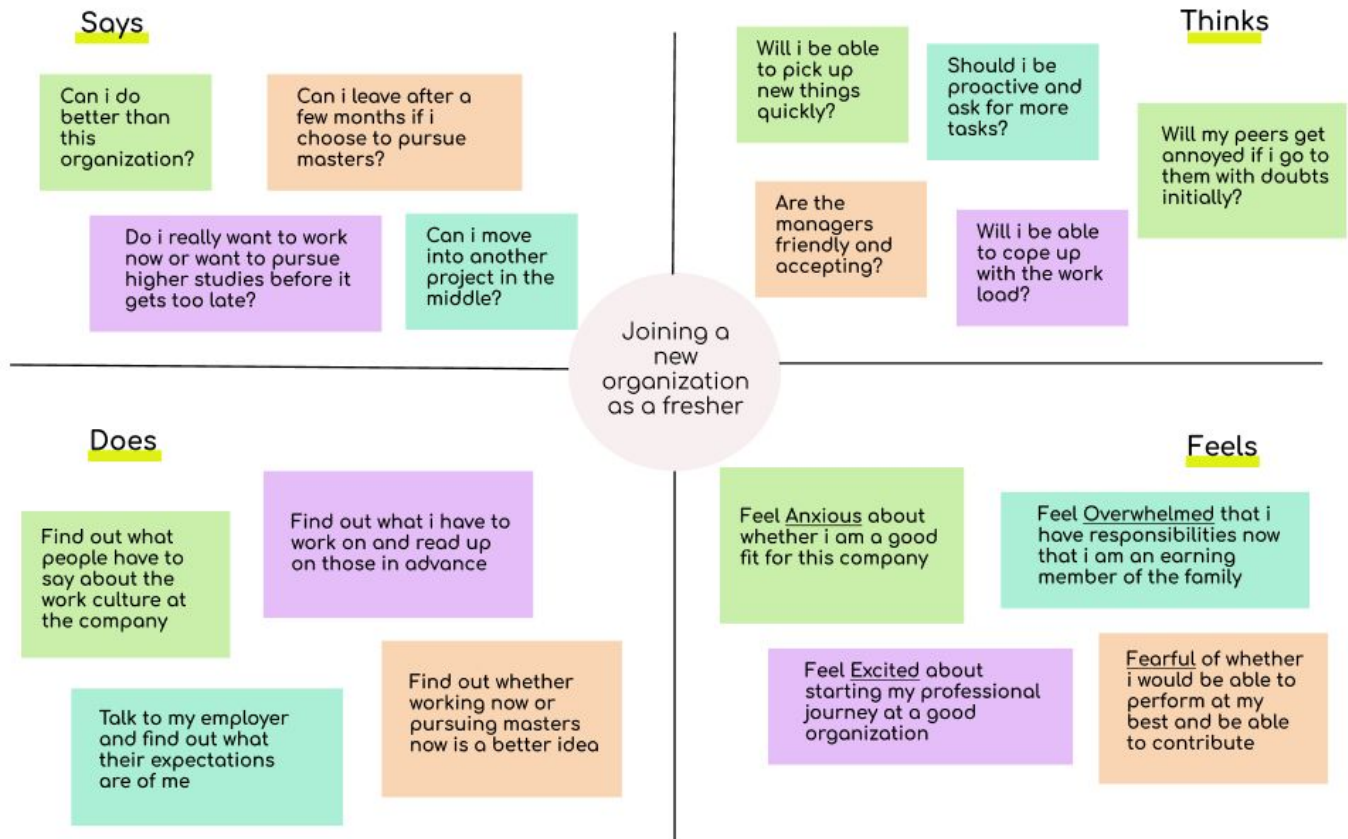 Says
Can i do
better than
this
organization?
Can i leave after a
few months if i
choose to pursue
masters?
Do i really want to work
now or want to pursue
higher studies before it
gets too late?
Can i move
into another
project in the
middle?
Thinks
Will i be able
to pick up
new things
quickly?
Should i be
proactive and
ask for more
tasks?
Will my peers get
annoyed if i go to
them with doubts
initially?
Are the
managers
friendly and
accepting?
Will i be able
to cope up
with the work
load?
Joining a
new
organization
as a fresher
Does
Find out what
people have to
say about the
work culture at
the company
Find out what i have to
work on and read up
on those in advance
Talk to my employer
and find out what
their expectations
are of me
Find out whether
working now or
pursuing masters
now is a better idea
Feels
Feel Anxious about
whether i am a good
fit for this company
Feel Overwhelmed that i
have responsibilities now
that i am an earning
member of the family
Feel Excited about
starting my professional
journey at a good
organization
Fearful of whether
i would be able to
perform at my
best and be able
to contribute